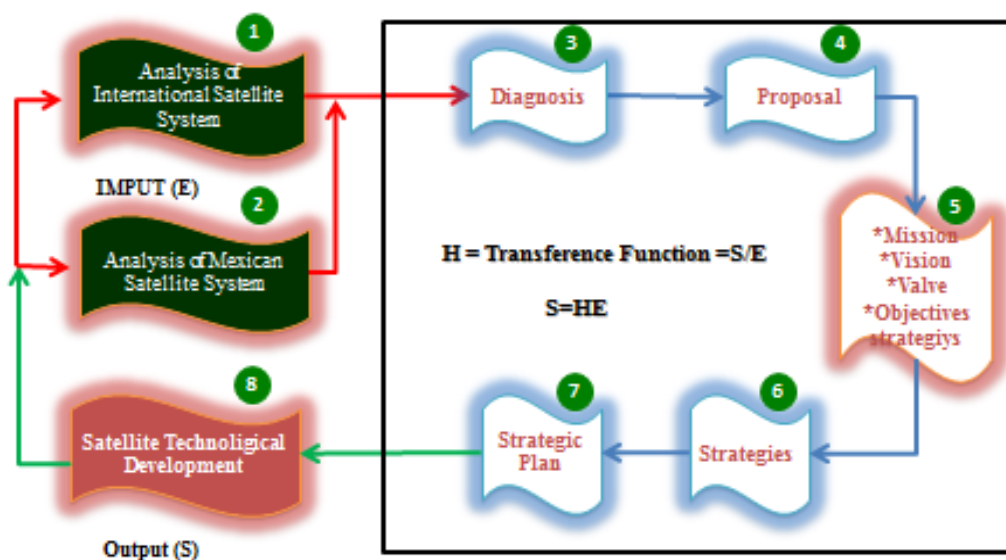 1
Analysis of
International Satellite
System
IMPUT (E)
2
Analysis of Mexican
Satellite System
3
Diagnosis
4
Proposal
5
*Mission
*Vision
*Valve
*Objectives
strategiys
H = Transference Function =S/E
S=HE
6
Strategies
7
Strategic
Plan
8
Satellite Technoligical
Development
Output (S)